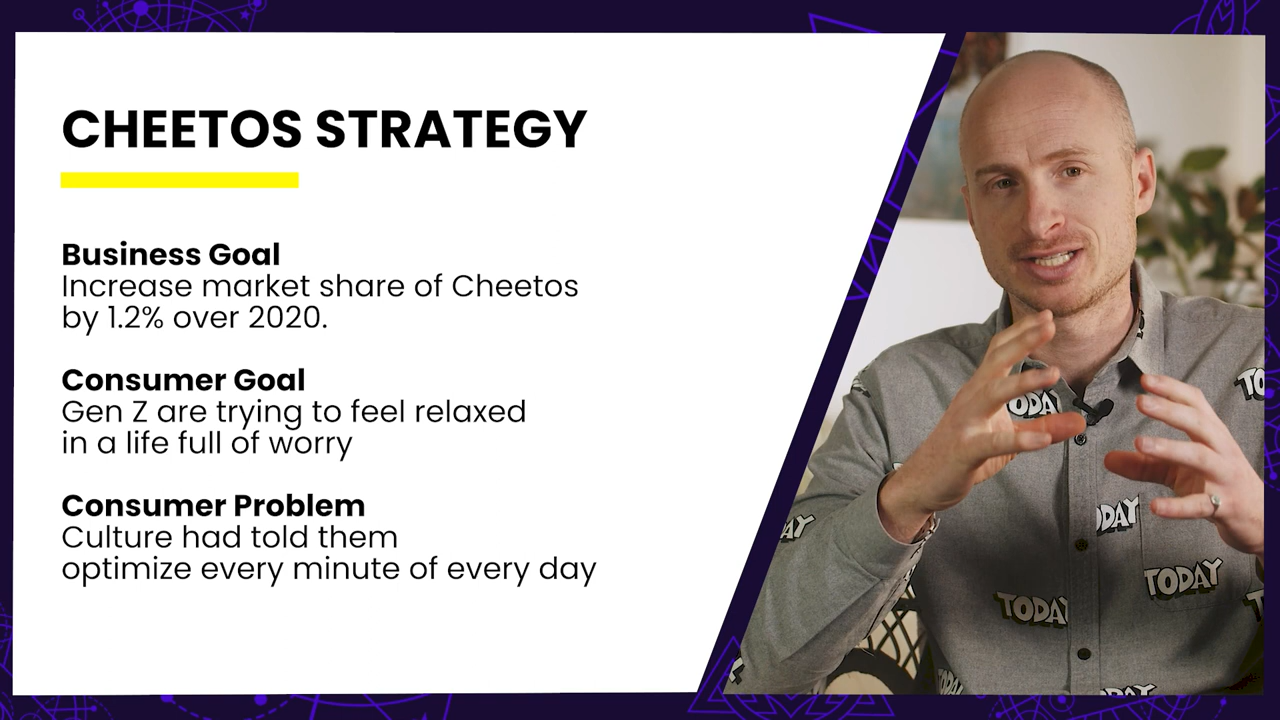 CHEETOS STRATEGY
Business Goal
Increase market share of Cheetos
by 1.2% over 2020.
Consumer Goal
Gen Z are trying to feel relaxed
in a life full of worry
Consumer Problem
Culture had told them
optimize every minute of every day
TODAY
TODAY